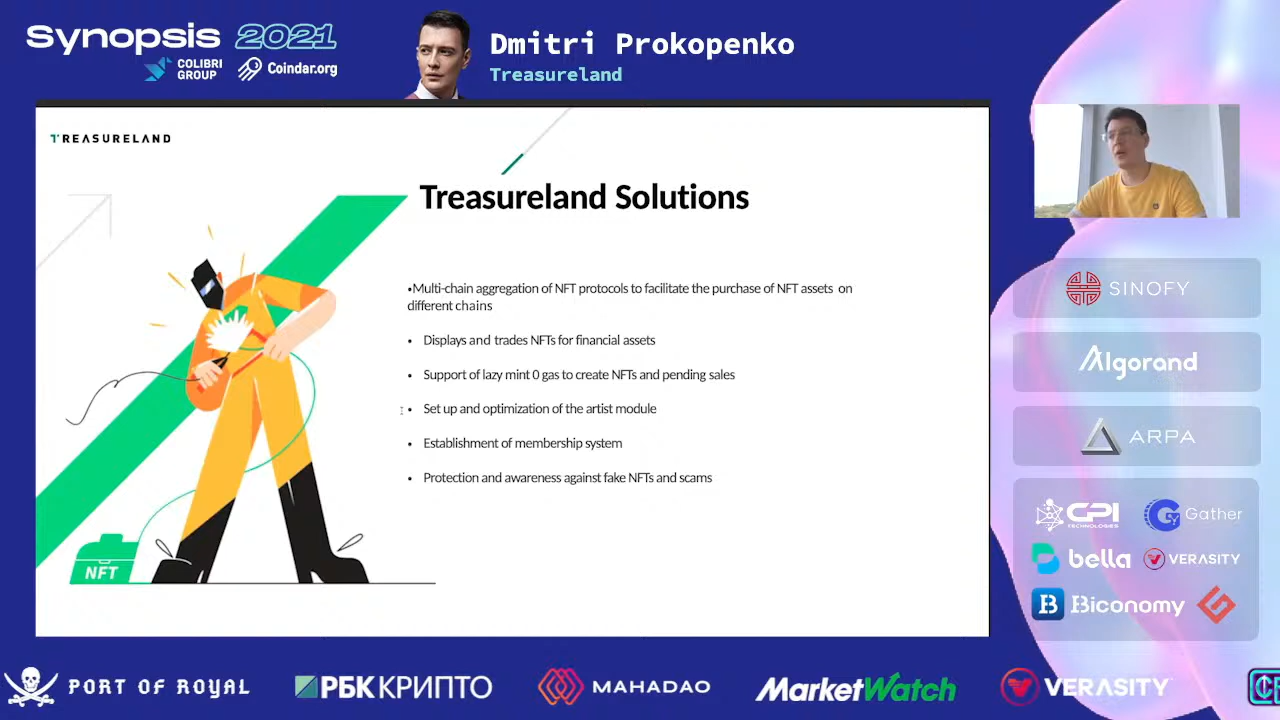 Synopsis 2021
COLIBRI
GROUP
Coindar.org
Dmitri Prokopenko
Treasureland
TREASURELAND
Treasureland Solutions
•Multi-chain aggregation of NFT protocols to facilitate the purchase of NFT assets on
different chains
• Displays and trades NFTs for financial assets
• Support of lazy mint 0 gas to create NFTs and pending sales
• Set up and optimization of the artist module
• Establishment of membership system
• Protection and awareness against fake NFTs and scams
NFT
SINOFY
Algorand
ARPA
CPI
TECHNOLOGIES
Gather
bella
VERASITY
Biconomy
PORT OF ROYAL
РБК КРИПТО
MAHADAO
MarketWatch
VERASITY